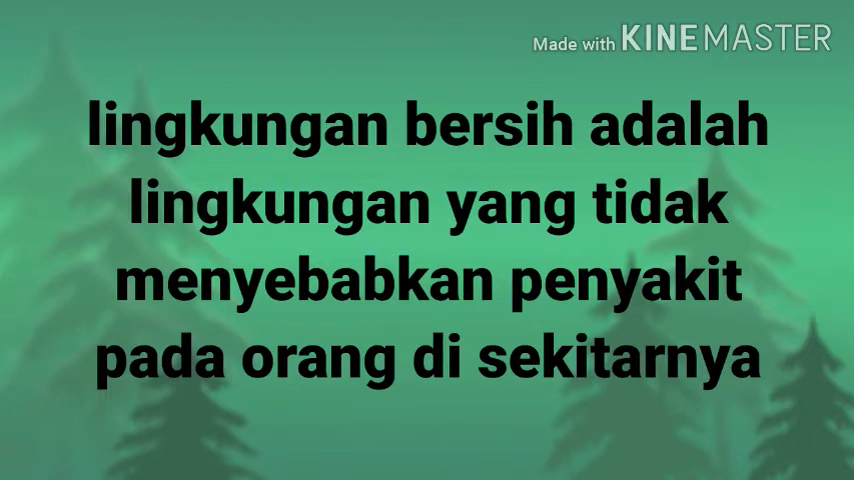 Made with KINEMASTER
lingkungan bersih adalah
lingkungan yang tidak
menyebabkan penyakit
pada orang di sekitarnya